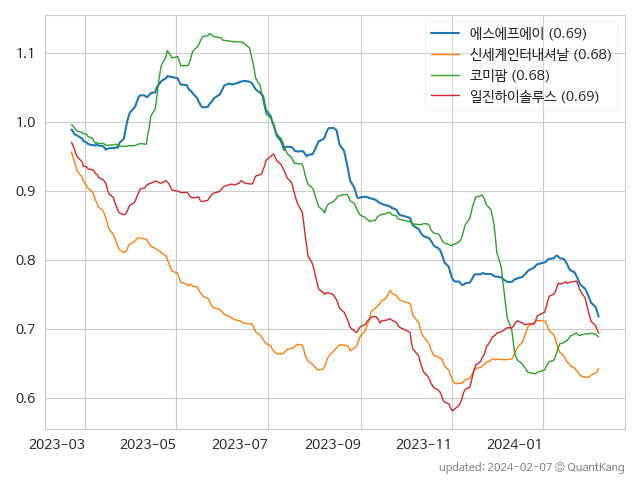 에스에프에이 (0.69)
신세계인터내셔날 (0.68)
코미팜 (0.68)
일진하이솔루스 (0.69)
1.1
1.0
0.9
0.8
0.7
0.6
2023-03 2023-05 2023-07 2023-09 2023-11 2024-01
updated: 2024-02-07 © QuantKang